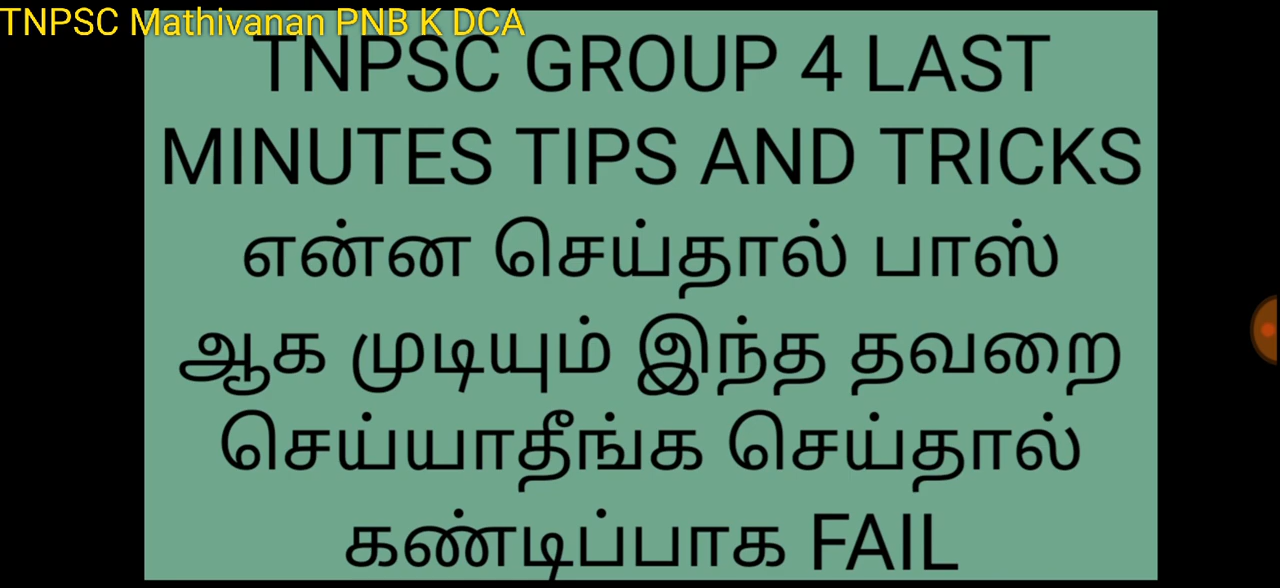 TNPSC Mathivanan PNB K DCA
TNPSC GROUP 4 LAST
MINUTES TIPS AND TRICKS
என்ன செய்தால் பாஸ்
ஆக முடியும் இந்த தவறை
செய்யாதீங்க செய்தால்
கண்டிப்பாக FAIL